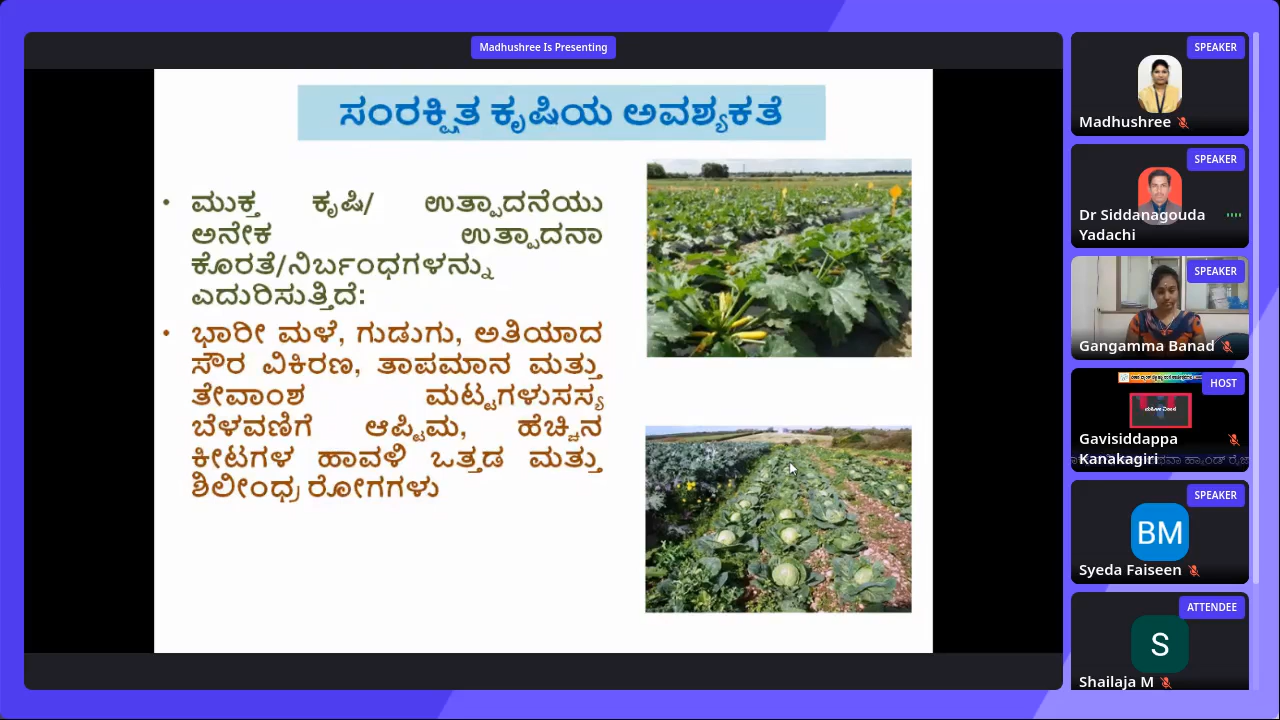 Madhushree Is Presenting
ಸಂರಕ್ಷಿತ ಕೃಷಿಯ ಅವಶ್ಯಕತೆ
• ಮುಕ್ತ ಕೃಷಿ/ ಉತ್ಪಾದನೆಯು
ಅನೇಕ ಉತ್ಪಾದನಾ
ಕೊರತೆ/ನಿರ್ಬಂಧಗಳನ್ನು
ಎದುರಿಸುತ್ತಿದೆ:
• ಭಾರೀ ಮಳೆ, ಗುಡುಗು, ಅತಿಯಾದ
ಸೌರ ವಿಕಿರಣ, ತಾಪಮಾನ ಮತ್ತು
ತೇವಾಂಶ ಮಟ್ಟಗಳುಸಸ್ಯ
ಬೆಳವಣಿಗೆ ಆಪ್ಟಿಮ, ಹೆಚ್ಚಿನ
ಕೀಟಗಳ ಹಾವಳಿ ಒತ್ತಡ ಮತ್ತು
ಶಿಲೀಂಧ್ರ ರೋಗಗಳು
SPEAKER
Madhushree
SPEAKER
Dr Siddanagouda
Yadachi
SPEAKER
Gangamma Banad
HOST
Gavisiddappa
Kanakagiri
SPEAKER
BM
Syeda Faiseen
ATTENDEE
S
Shailaja M